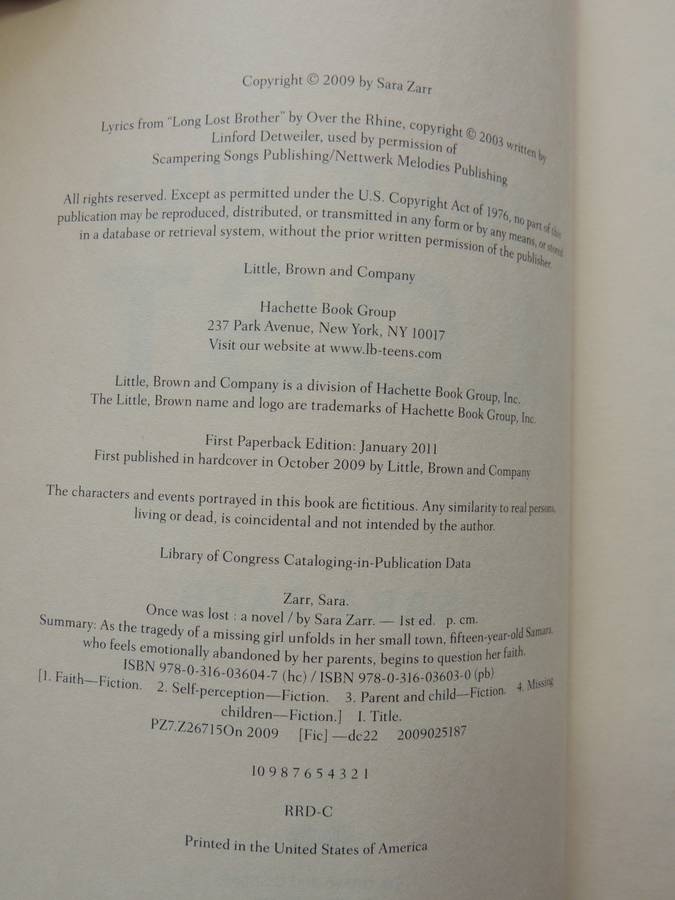 Copyright © 2009 by Sara Zarr
Lyrics from "Long Lost Brother" by Over the Rhine, copyright © 2003 written by
Linford Detweiler, used by permission of
Scampering Songs Publishing/Nettwerk Melodies Publishing
All rights reserved. Except as permitted under the U.S. Copyright Act of 1976, no part of this
publication may be reproduced, distributed, or transmitted in any form or by any means, or stored
in a database or retrieval system, without the prior written permission of the publisher.
Little, Brown and Company
Hachette Book Group
237 Park Avenue, New York, NY 10017
Visit our website at www.lb-teens.com
Little, Brown and Company is a division of Hachette Book Group, Inc.
The Little, Brown name and logo are trademarks of Hachette Book Group, Inc.
First Paperback Edition: January 2011
First published in hardcover in October 2009 by Little, Brown and Company
The characters and events portrayed in this book are fictitious. Any similarity to real persons,
living or dead, is coincidental and not intended by the author.
Library of Congress Cataloging-in-Publication Data
Zarr, Sara.
Once was lost : a novel / by Sara Zarr. — 1st ed. p. cm.
Summary: As the tragedy of a missing girl unfolds in her small town, fifteen-year-old Samara,
who feels emotionally abandoned by her parents, begins to question her faith.
ISBN 978-0-316-03604-7 (hc) / ISBN 978-0-316-03603-0 (pb)
[1. Faith—Fiction. 2. Self-perception—Fiction. 3. Parent and child—Fiction. 4. Missing
children—Fiction.] I. Title.
PZ7.Z26715On 2009 [Fic] —dc22 2009025187
10 9 8 7 6 5 4 3 2 1
RRD-C
Printed in the United States of America